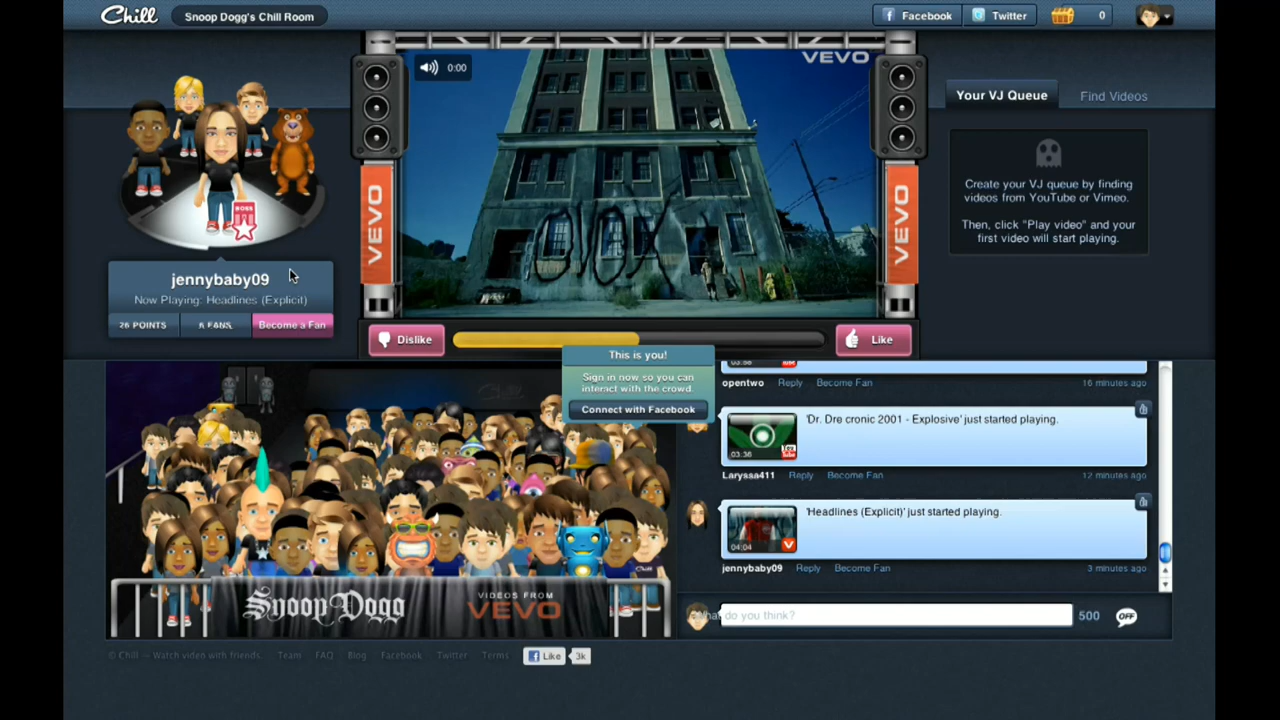 Chill
Snoop Dogg's Chill Room
Facebook
Twitter
0
0:00
VEVO
VEVO
VEVO
Your VJ Queue
Find Videos
Create your VJ queue by finding
videos from YouTube or Vimeo.
Then, click "Play video" and your
first video will start playing.
BOSS
jennybaby09
Now Playing: Headlines (Explicit)
26 POINTS
FANS
Become a Fan
Dislike
Like
This is you!
Sign in now so you can
interact with the crowd.
Connect with Facebook
03:56
opentwo
Reply
Become Fan
16 minutes ago
'Dr. Dre cronic 2001 - Explosive' just started playing.
03:36
You
Tube
Laryssa411
Reply
Become Fan
12 minutes ago
'Headlines (Explicit)' just started playing.
04:04
jennybaby09
Reply
Become Fan
3 minutes ago
Snoop Dogg
VIDEOS FROM
VEVO
What do you think?
500
OFF
© Chill — Watch video with friends.
Team
FAQ
Blog
Facebook
Twitter
Terms
Like
3k